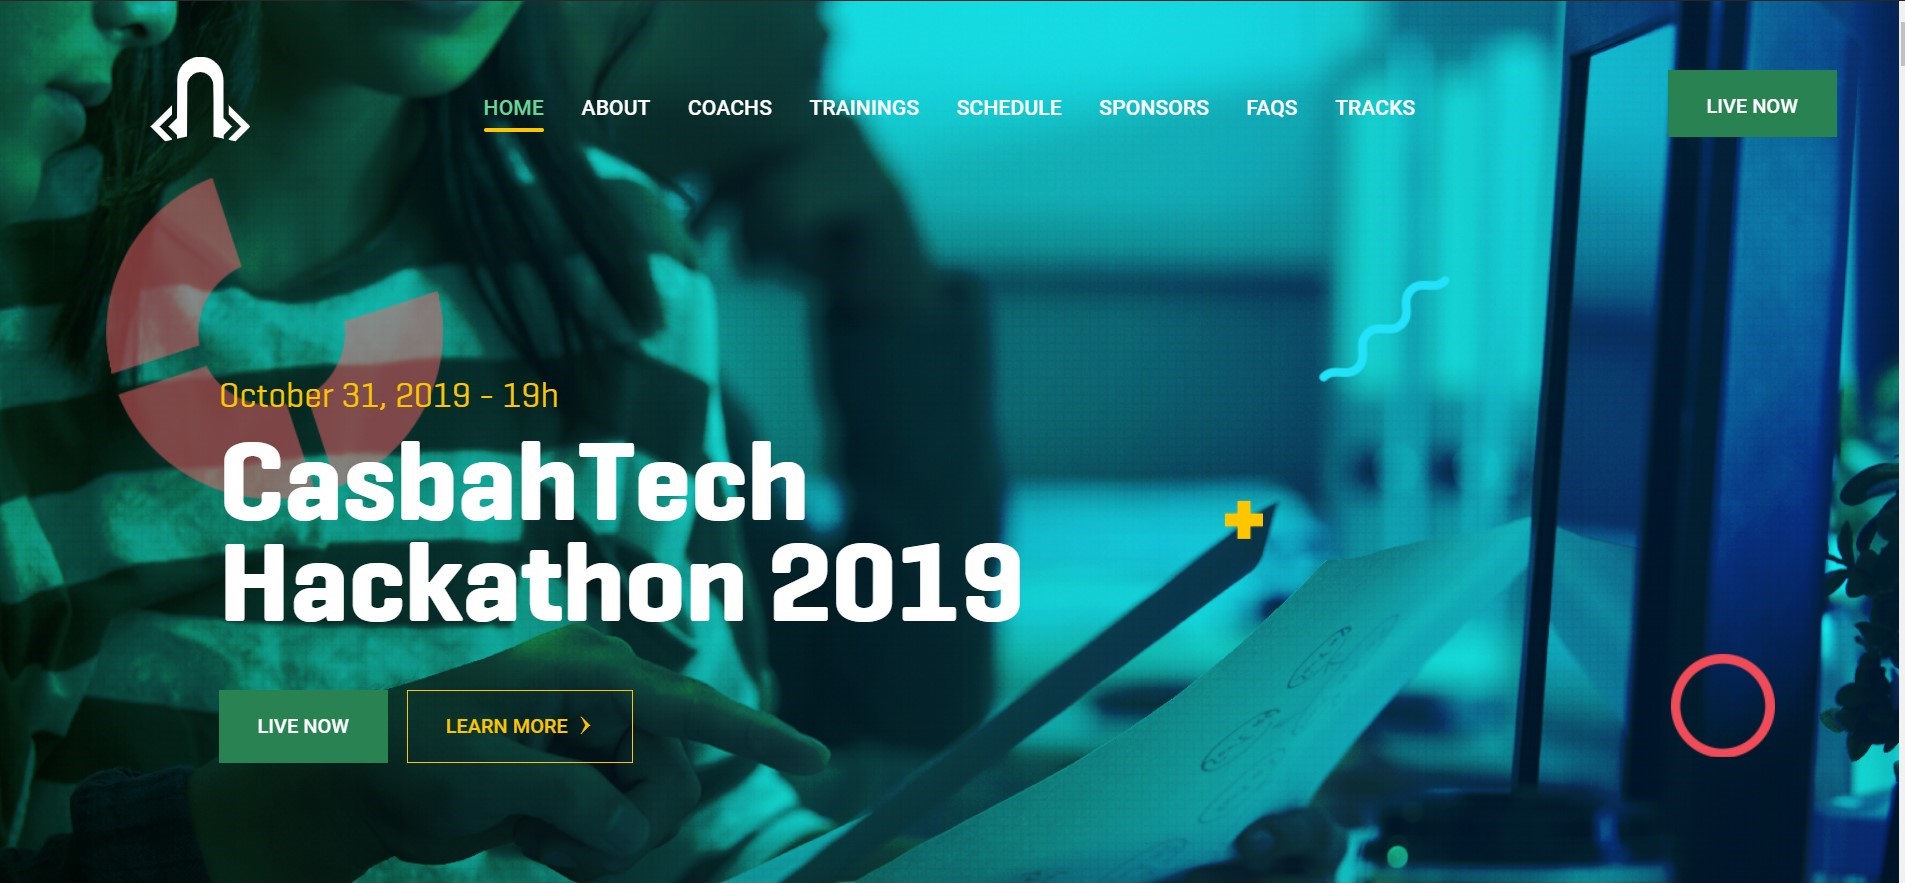 HOME ABOUT COACHS TRAININGS SCHEDULE SPONSORS FAQS TRACKS LIVE NOW
October 31, 2019 - 19h
CasbahTech
Hackathon 2019
LIVE NOW LEARN MORE